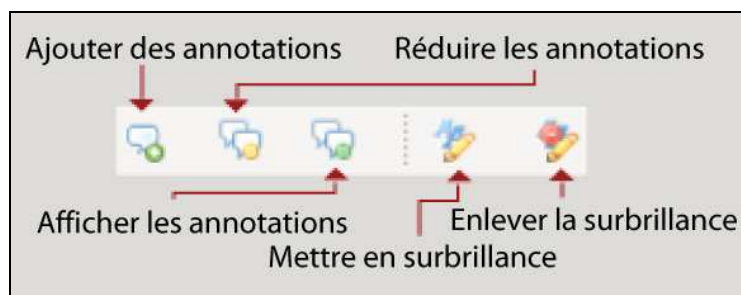 Ajouter des annotations
Réduire les annotations
Afficher les annotations
Enlever la surbrillance
Mettre en surbrillance